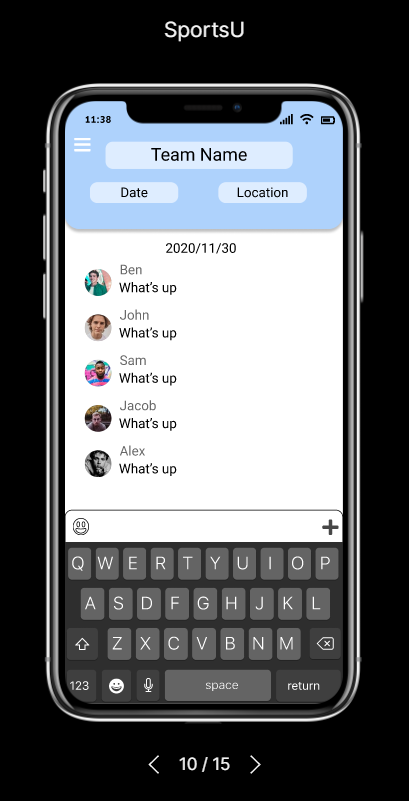 SportsU
11:38
Team Name
Date Location
2020/11/30
Ben
What's up
John
What's up
Sam
What's up
Jacob
What's up
Alex
What's up
Q W E R T Y U I O P
A S D F G H J K L
Z X C V B N M
123 space return
10 / 15